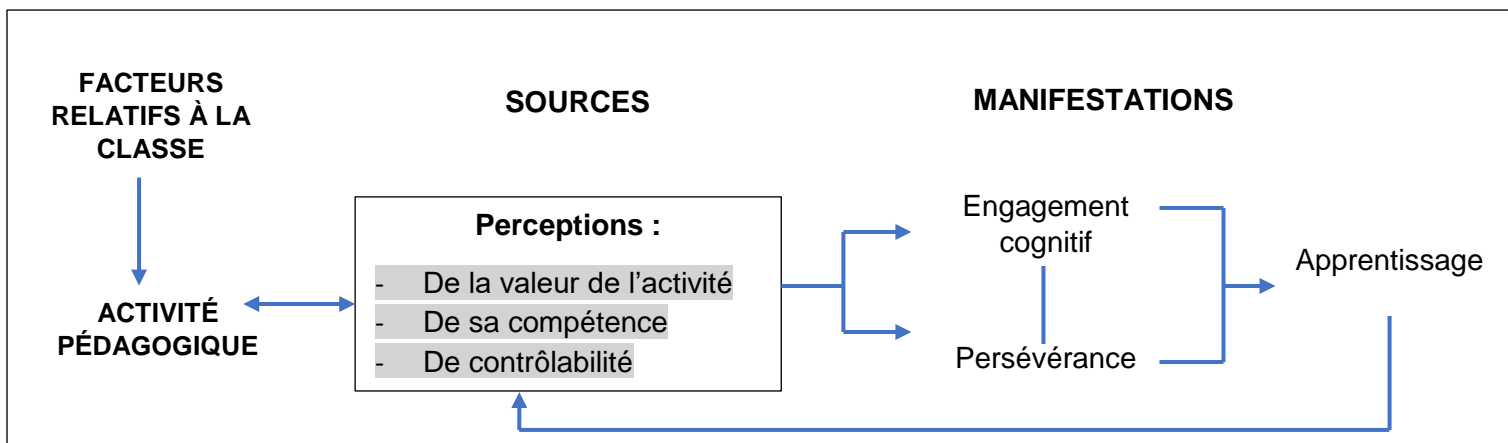 FACTEURS
RELATIFS À LA
CLASSE
SOURCES
MANIFESTATIONS
ACTIVITÉ
PÉDAGOGIQUE
Perceptions :
- De la valeur de l’activité
- De sa compétence
- De contrôlabilité
Engagement
cognitif
Persévérance
Apprentissage